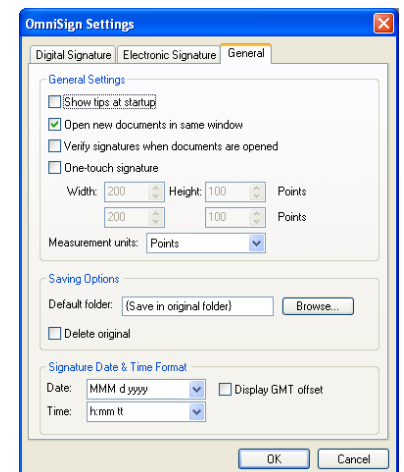 OmniSign Settings
Digital Signature Electronic Signature General
General Settings
Show tips at startup
Open new documents in same window
Verify signatures when documents are opened
One-touch signature
Width: 200 Height: 100 Points
200 100 Points
Measurement units: Points
Saving Options
Default folder: {Save in original folder} Browse...
Delete original
Signature Date & Time Format
Date: MMM d yyyy Display GMT offset
Time: h:mm tt
OK Cancel